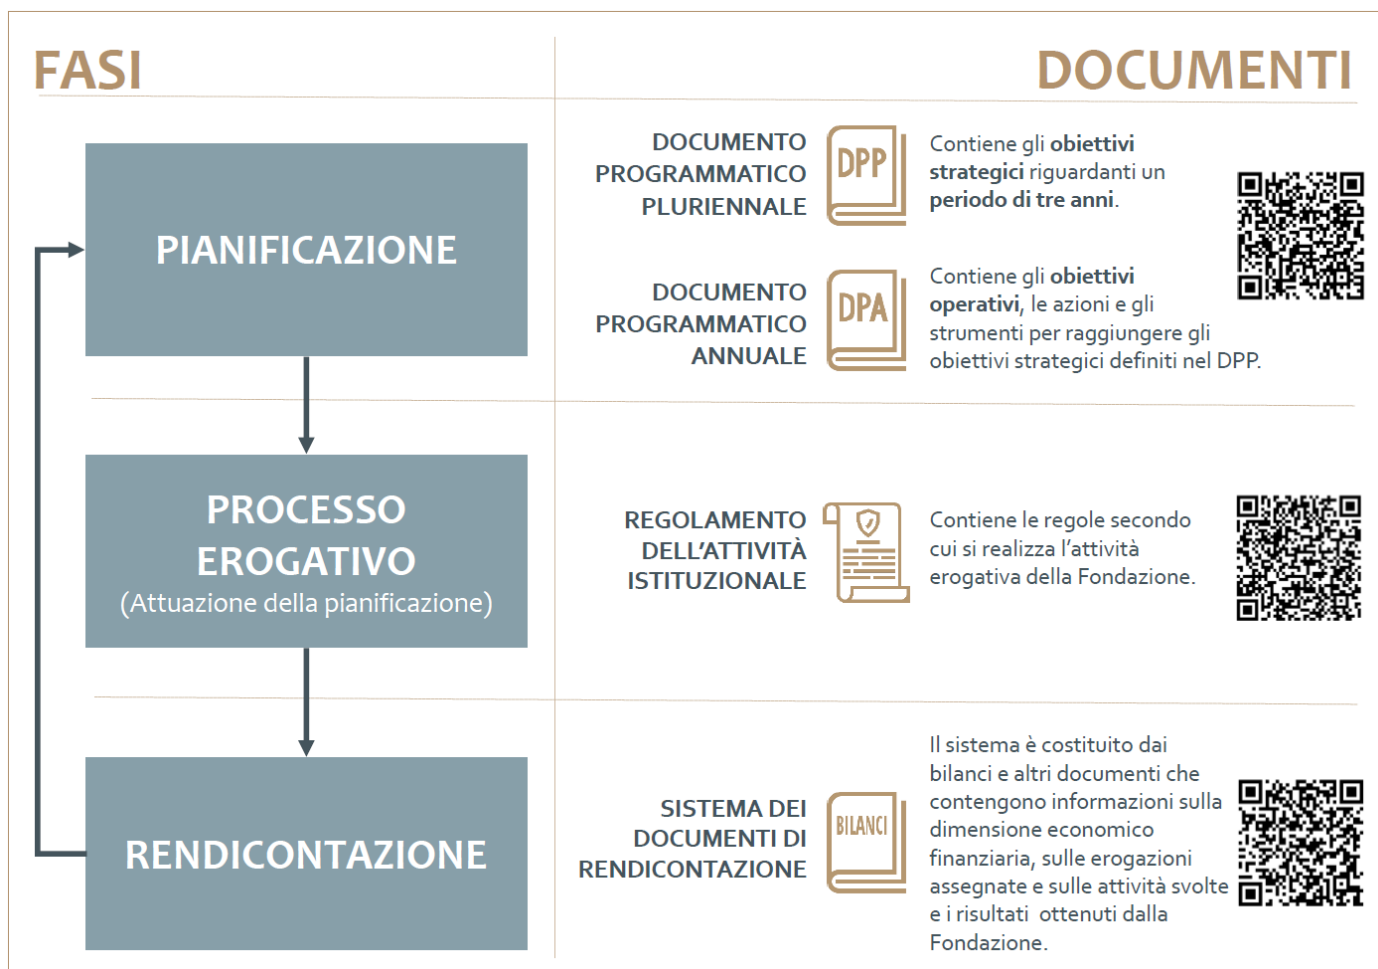 FASI
DOCUMENTI
PIANIFICAZIONE
DOCUMENTO
PROGRAMMATICO
PLURIENNALE
DPP
Contiene gli obiettivi
strategici riguardanti un
periodo di tre anni.
DOCUMENTO
PROGRAMMATICO
ANNUALE
DPA
Contiene gli obiettivi
operativi, le azioni e gli
strumenti per raggiungere gli
obiettivi strategici definiti nel DPP.
PROCESSO
EROGATIVO
(Attuazione della pianificazione)
REGOLAMENTO
DELL'ATTIVITÀ
ISTITUZIONALE
Contiene le regole secondo
cui si realizza l'attività
erogativa della Fondazione.
RENDICONTAZIONE
SISTEMA DEI
DOCUMENTI DI
RENDICONTAZIONE
BILANCI
Il sistema è costituito dai
bilanci e altri documenti che
contengono informazioni sulla
dimensione economico
finanziaria, sulle erogazioni
assegnate e sulle attività svolte
e i risultati ottenuti dalla
Fondazione.